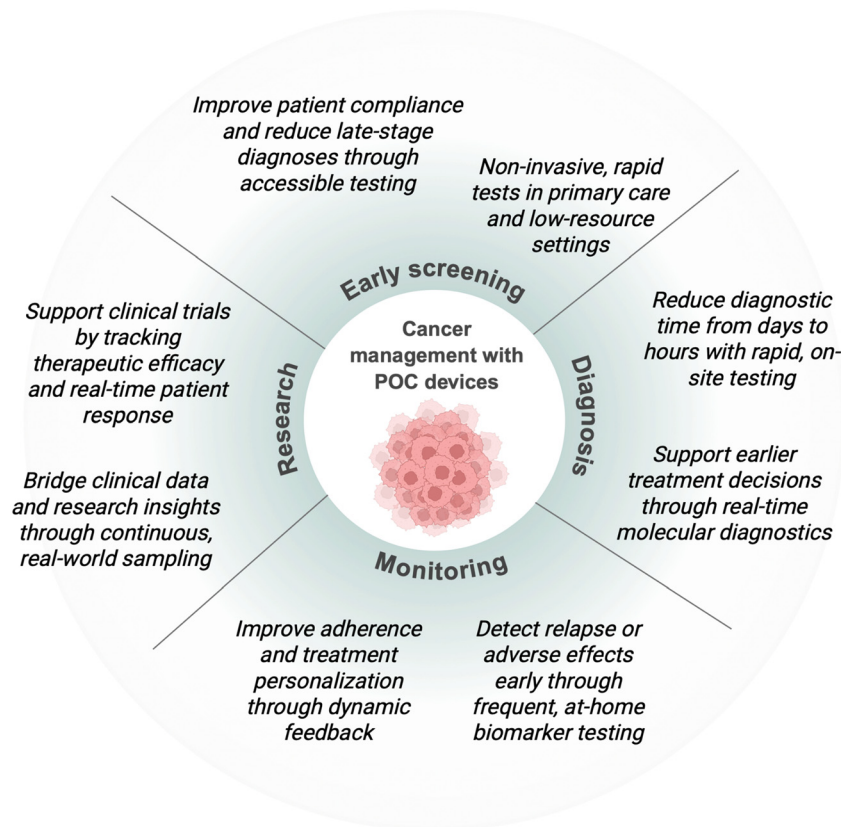 Improve patient compliance
and reduce late-stage
diagnoses through
accessible testing
Non-invasive, rapid
tests in primary care
and low-resource
settings
Early screening
Cancer
management with
POC devices
Diagnosis
Reduce diagnostic
time from days to
hours with rapid, on-
site testing
Support earlier
treatment decisions
through real-time
molecular diagnostics
Monitoring
Detect relapse or
adverse effects
early through
frequent, at-home
biomarker testing
Improve adherence
and treatment
personalization
through dynamic
feedback
Research
Support clinical trials
by tracking
therapeutic efficacy
and real-time patient
response
Bridge clinical data
and research insights
through continuous,
real-world sampling